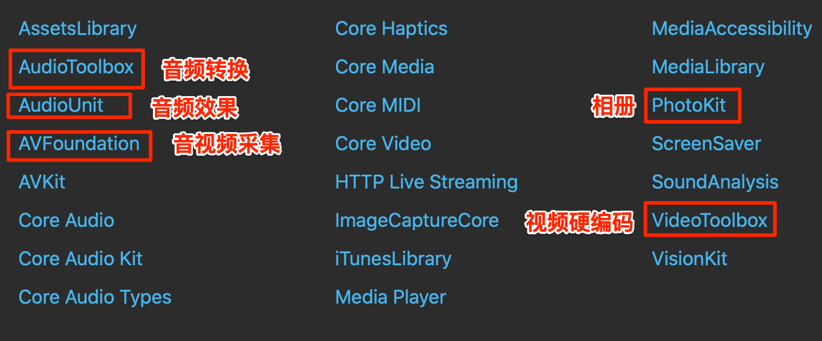 AssetsLibrary
AudioToolbox 音频转换
AudioUnit 音频效果
AVFoundation 音视频采集
AVKit
Core Audio
Core Audio Kit
Core Audio Types
Core Haptics
Core Media
Core MIDI
Core Video
HTTP Live Streaming
ImageCaptureCore
iTunesLibrary
Media Player
MediaAccessibility
MediaLibrary
相册 PhotoKit
ScreenSaver
SoundAnalysis
视频硬编码 VideoToolbox
VisionKit